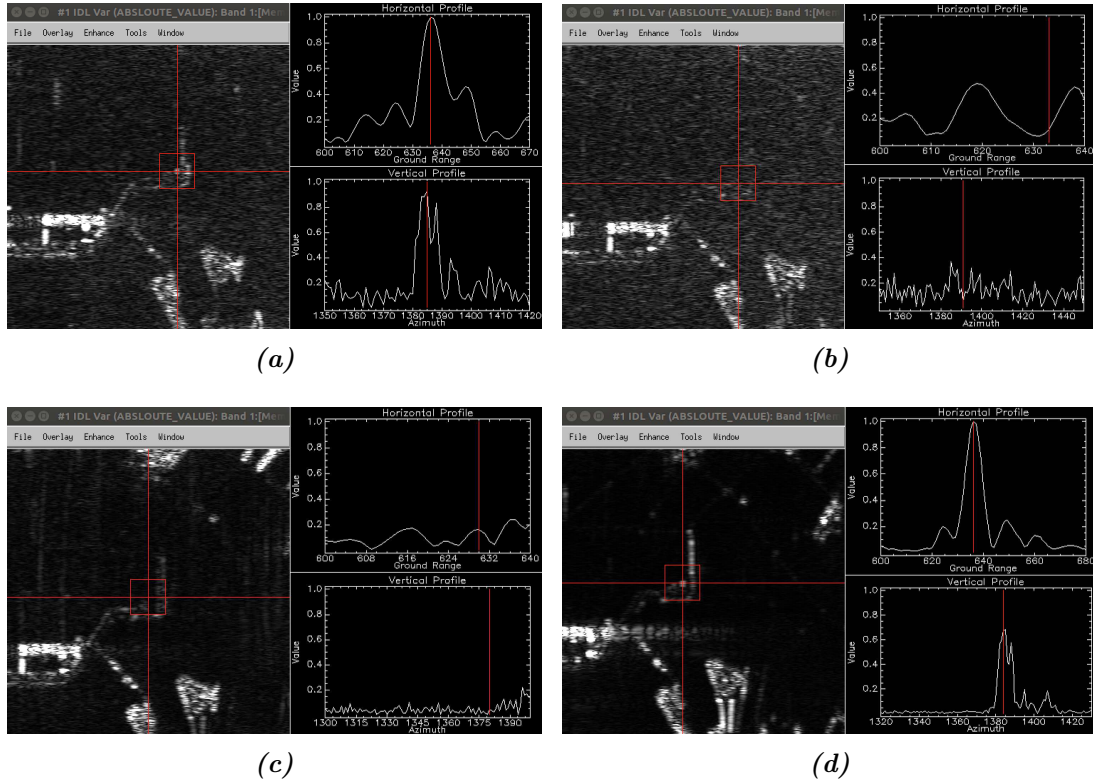 #1 IDL Var (ABSLOUTE_VALUE): Band 1:[Mem
File Overlay Enhance Tools Window
Horizontal Profile
Value
1.0
0.8
0.6
0.4
0.2
600 610 620 630 640 650 660 670
Ground Range
Vertical Profile
Value
1.0
0.8
0.6
0.4
0.2
1350 1360 1370 1380 1390 1400 1410 1420
Azimuth
(a)
#1 IDL Var (ABSLOUTE_VALUE): Band 1:[Mem
File Overlay Enhance Tools Window
Horizontal Profile
Value
1.0
0.8
0.6
0.4
0.2
600 610 620 630 640
Ground Range
Vertical Profile
Value
1.0
0.8
0.6
0.4
0.2
1360 1380 1400 1420 1440
Azimuth
(b)
#1 IDL Var (ABSLOUTE_VALUE): Band 1:[Mem
File Overlay Enhance Tools Window
Horizontal Profile
Value
1.0
0.8
0.6
0.4
0.2
600 608 616 624 632 640
Ground Range
Vertical Profile
Value
1.0
0.8
0.6
0.4
0.2
1300 1315 1330 1345 1360 1375 1390
Azimuth
(c)
#1 IDL Var (ABSLOUTE_VALUE): Band 1:[Mem
File Overlay Enhance Tools Window
Horizontal Profile
Value
1.0
0.8
0.6
0.4
0.2
600 620 640 660 680
Ground Range
Vertical Profile
Value
1.0
0.8
0.6
0.4
0.2
1320 1340 1360 1380 1400 1420
Azimuth
(d)